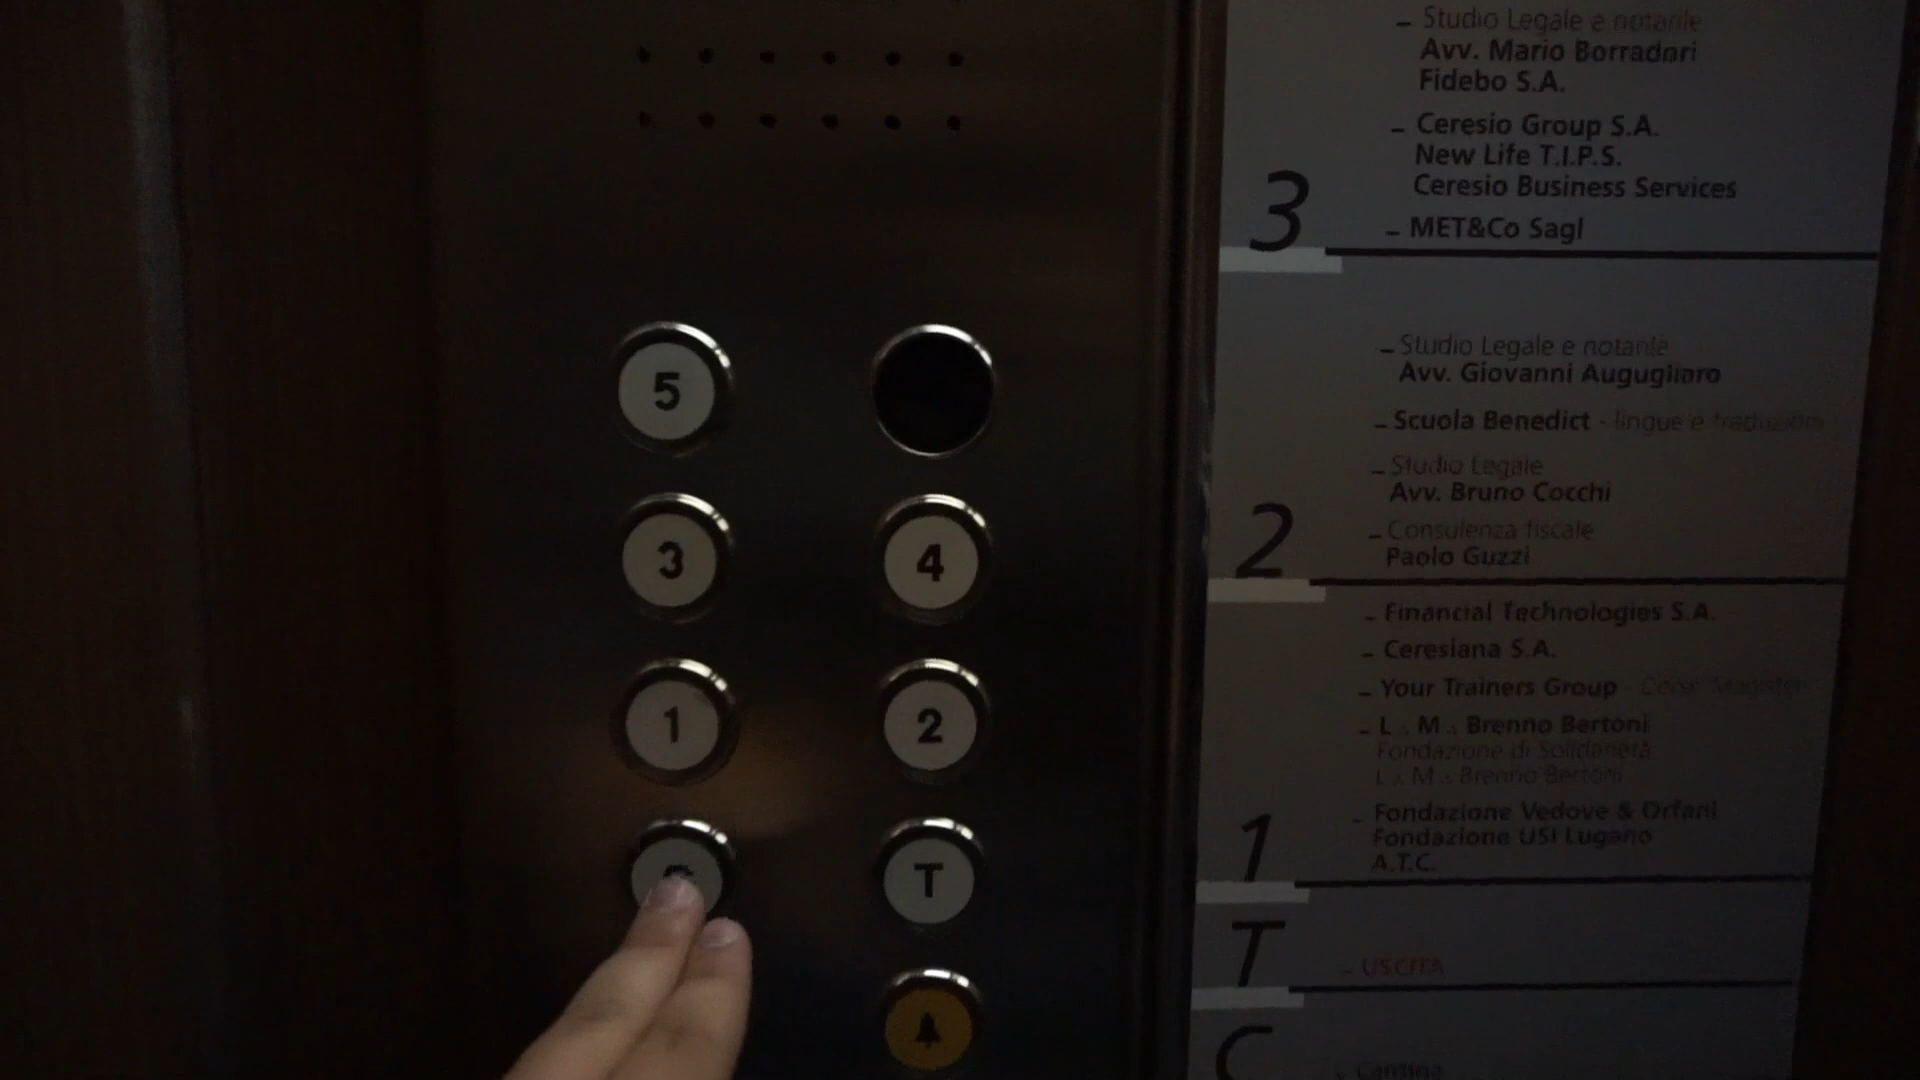 5
3
4
1
2
T
– Studio Legale e notarile
Avv. Mario Borradori
Fidebo S.A.
– Ceresio Group S.A.
New Life T.I.P.S.
Ceresio Business Services
3
– MET&Co Sagl
– Studio Legale e notarile
Avv. Giovanni Augugliaro
– Scuola Benedict - lingue e traduzioni
– Studio Legale
Avv. Bruno Cocchi
– Consulenza fiscale
2
Paolo Guzzi
– Financial Technologies S.A.
– Ceresiana S.A.
– Your Trainers Group -
– L∴M∴ Brenno Bertoni
Fondazione di Solidarietà
L∴M∴ Brenno Bertoni
– Fondazione Vedove & Orfani
Fondazione USI Lugano
1
A.T.C.
T
– USCITA
C
– Cantina